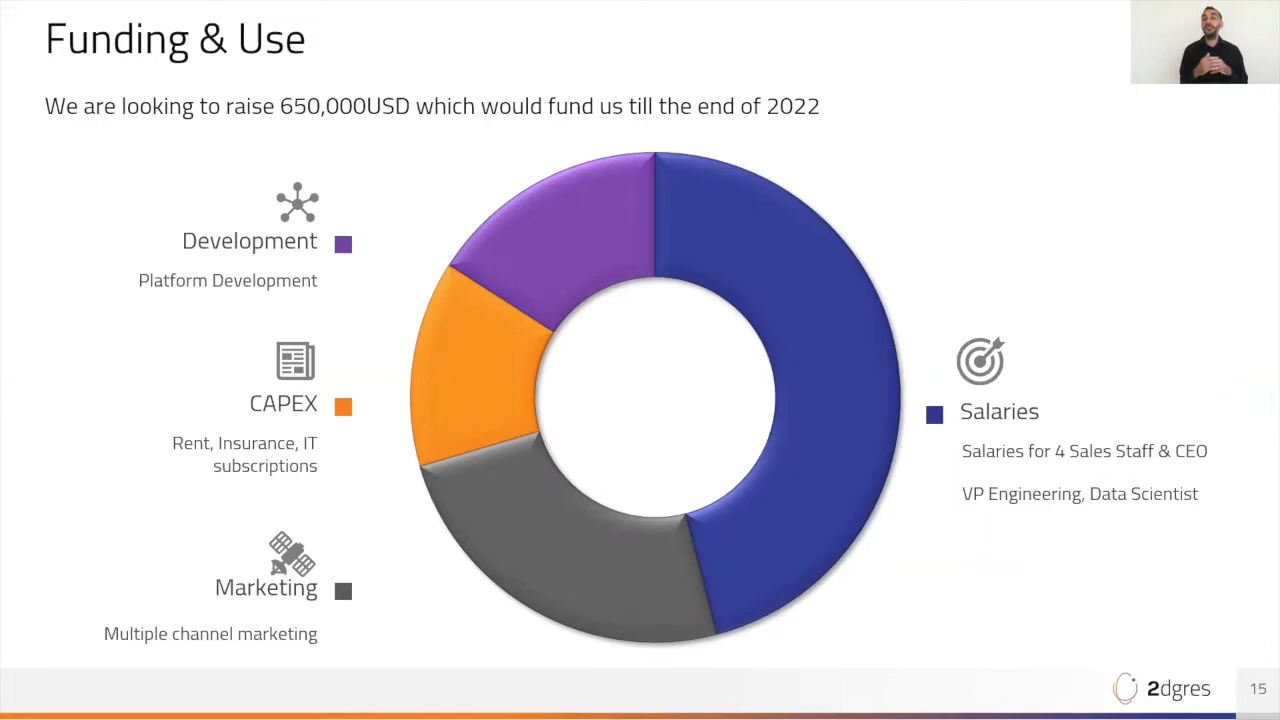 Funding & Use
We are looking to raise 650,000USD which would fund us till the end of 2022
Development
Platform Development
CAPEX
Rent, Insurance, IT
subscriptions
Marketing
Multiple channel marketing
Salaries
Salaries for 4 Sales Staff & CEO
VP Engineering, Data Scientist
2dgres
15